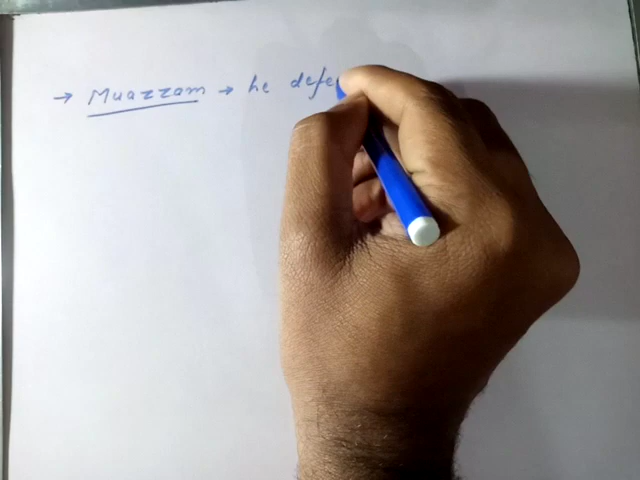 → Muazzam → he defe